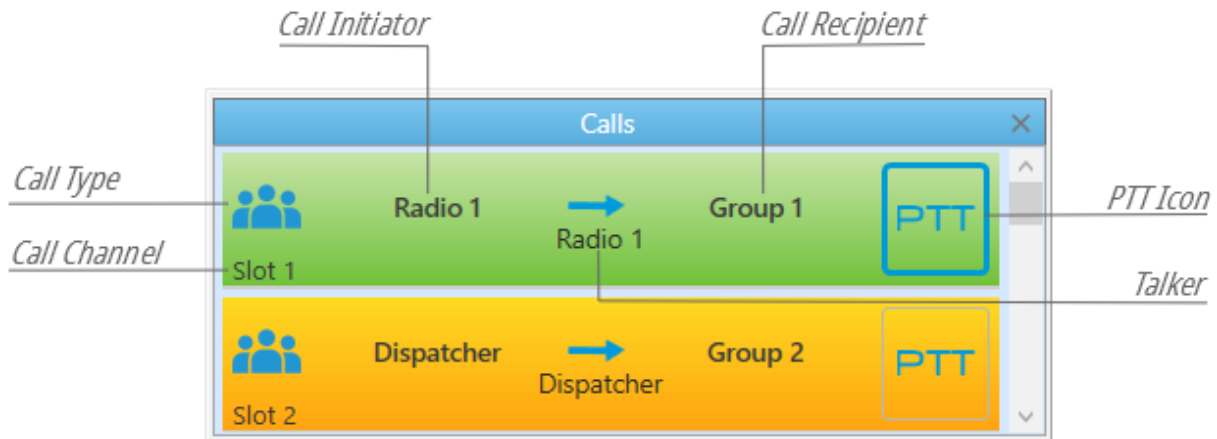 Call Initiator
Call Recipient
Calls
Call Type
Radio 1
Group 1
PTT
PTT Icon
Radio 1
Call Channel
Slot 1
Talker
Dispatcher
Group 2
PTT
Dispatcher
Slot 2